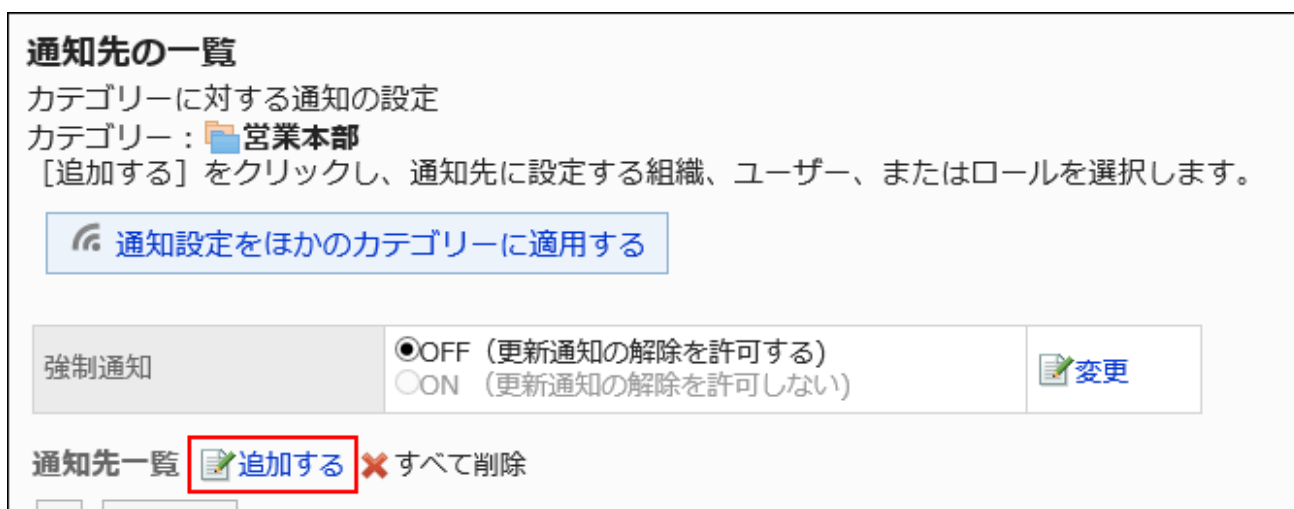 通知先の一覧
カテゴリーに対する通知の設定
カテゴリー：営業本部
［追加する］をクリックし、通知先に設定する組織、ユーザー、またはロールを選択します。
通知設定をほかのカテゴリーに適用する
強制通知
OFF（更新通知の解除を許可する)
ON （更新通知の解除を許可しない)
変更
通知先一覧 追加する すべて削除